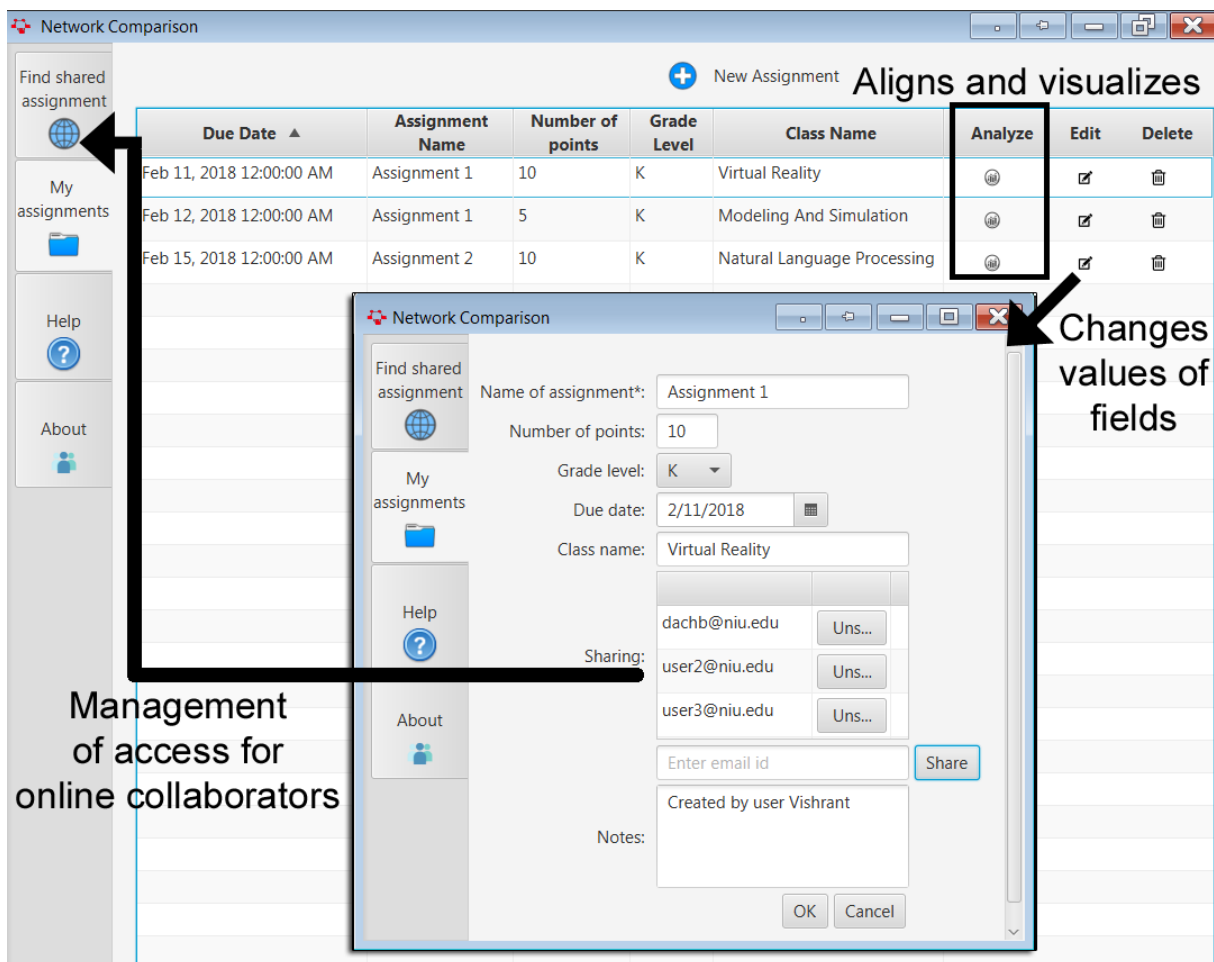 Network Comparison
Find shared
assignment
My
assignments
Help
?
About
New Assignment
Aligns and visualizes
Due Date ▲ Assignment Name Number of points Grade Level Class Name Analyze Edit Delete
Feb 11, 2018 12:00:00 AM Assignment 1 10 K Virtual Reality
Feb 12, 2018 12:00:00 AM Assignment 1 5 K Modeling And Simulation
Feb 15, 2018 12:00:00 AM Assignment 2 10 K Natural Language Processing
Changes
values of
fields
Management
of access for
online collaborators
Network Comparison
Find shared
assignment
My
assignments
Help
?
About
Name of assignment*: Assignment 1
Number of points: 10
Grade level: K
Due date: 2/11/2018
Class name: Virtual Reality
Sharing:
dachb@niu.edu Uns...
user2@niu.edu Uns...
user3@niu.edu Uns...
Enter email id Share
Notes: Created by user Vishrant
OK Cancel